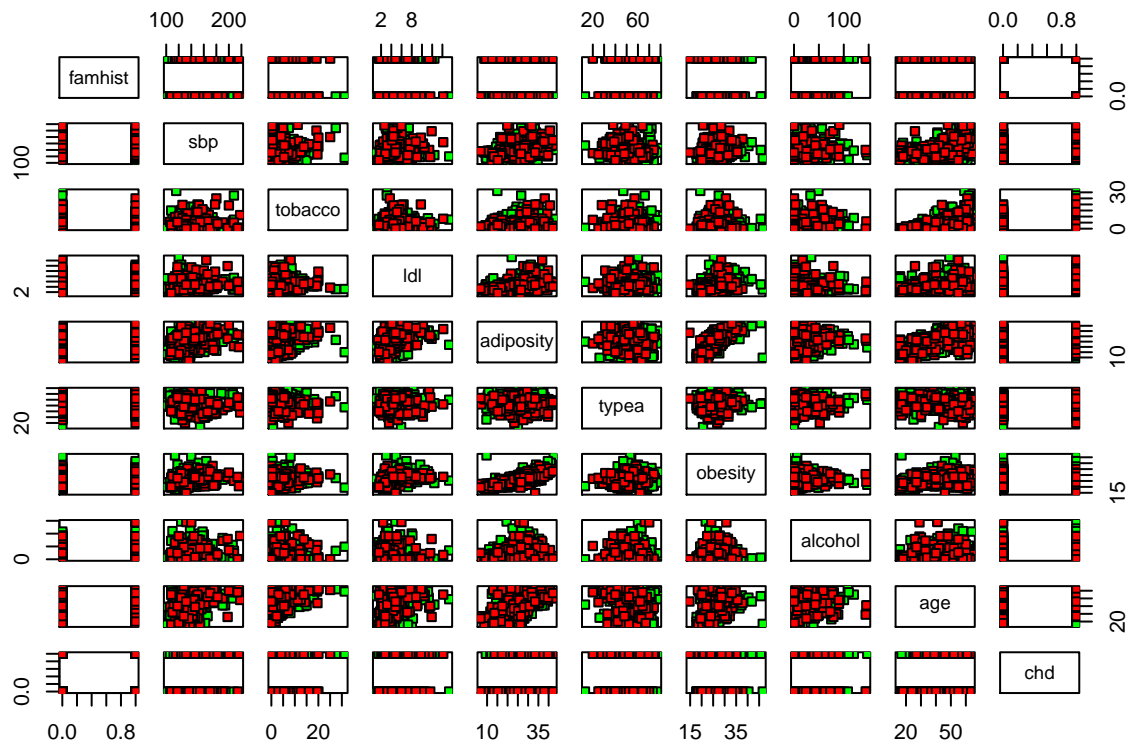 100 200 2 8 20 60 0 100 0.0 0.8
famhist 0.0
100 sbp
tobacco 0 30
2 ldl
adiposity 10
20 typea
obesity 15
0 alcohol
age 20
0.0 chd
0.0 0.8 0 20 10 35 15 35 20 50